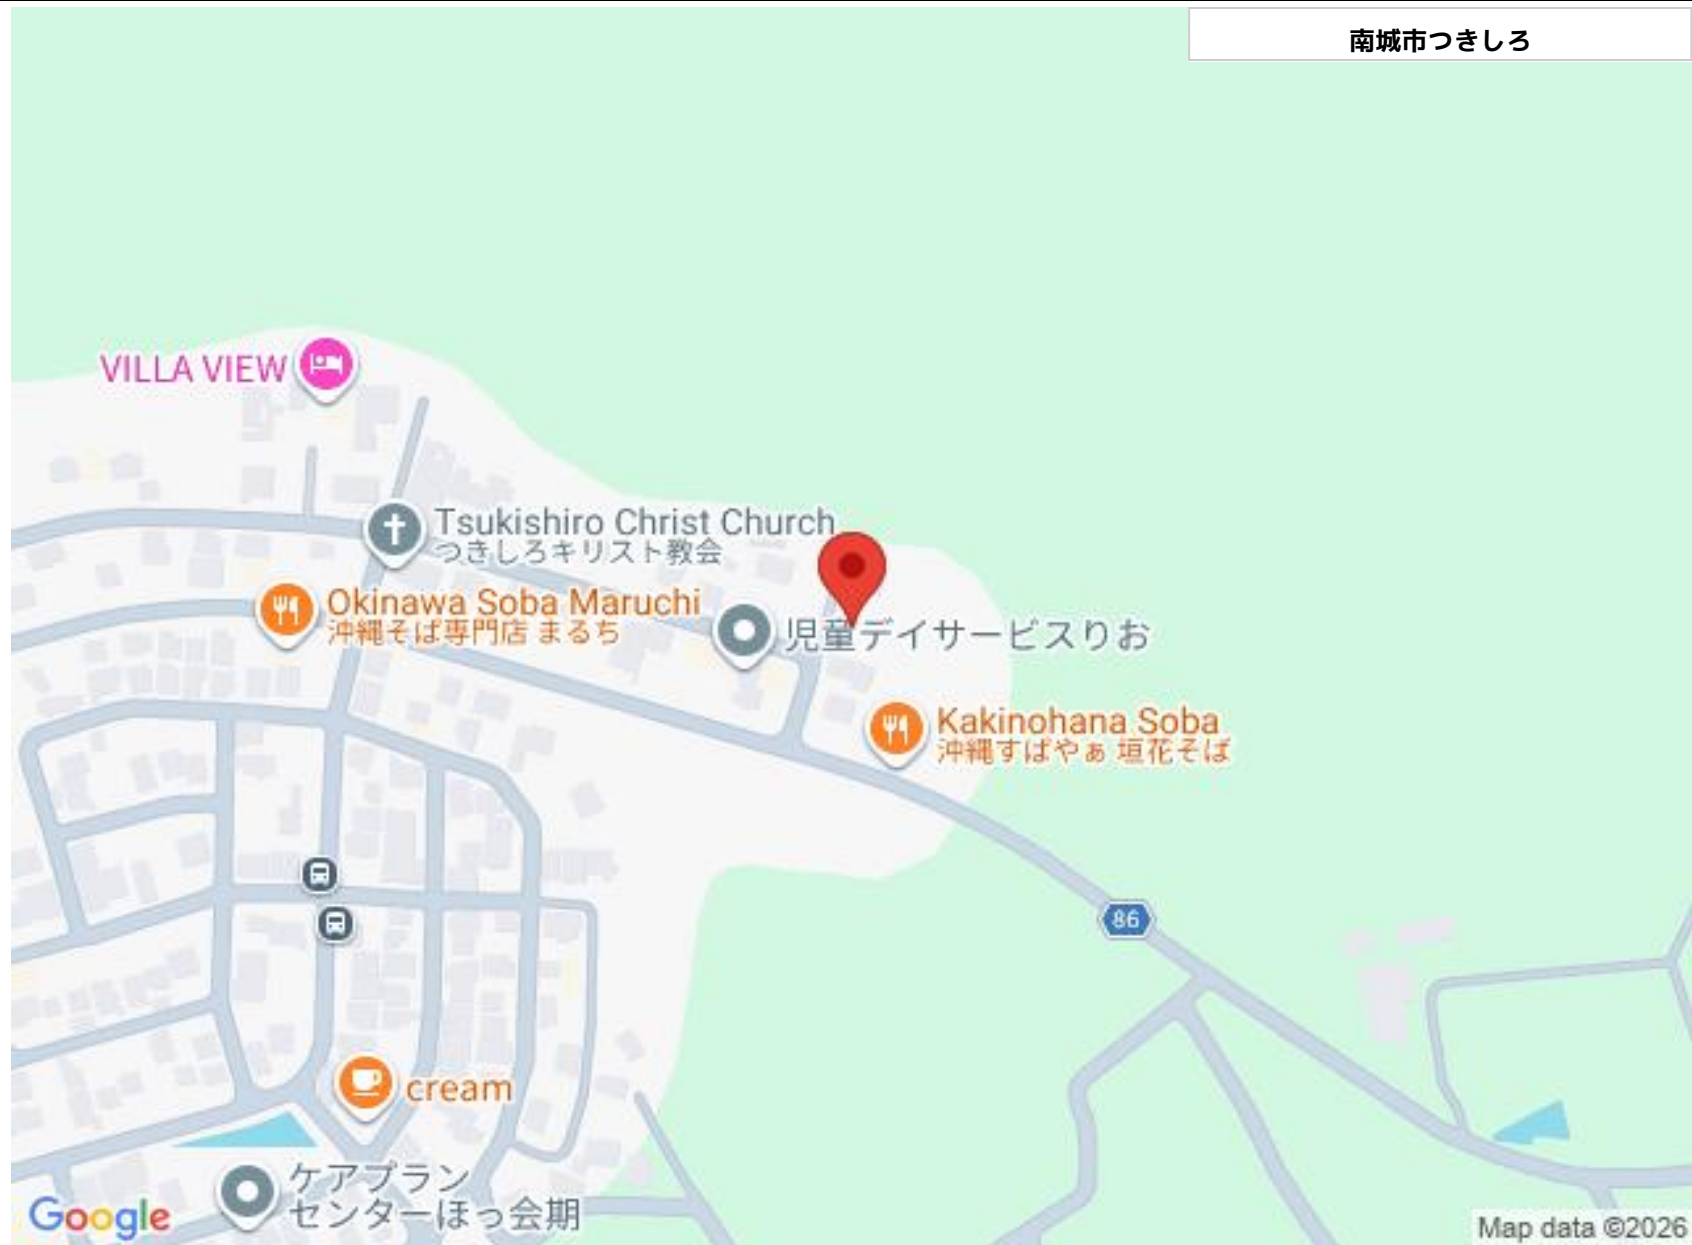 南城市つきしろ
VILLA VIEW
Tsukishiro Christ Church
つきしろキリスト教会
Okinawa Soba Maruchi
沖縄そば専門店 まるち
児童デイサービスりお
Kakinohana Soba
沖縄すばやぁ 垣花そば
86
cream
ケアプラン
センターほっ会期
Google
Map data ©2026